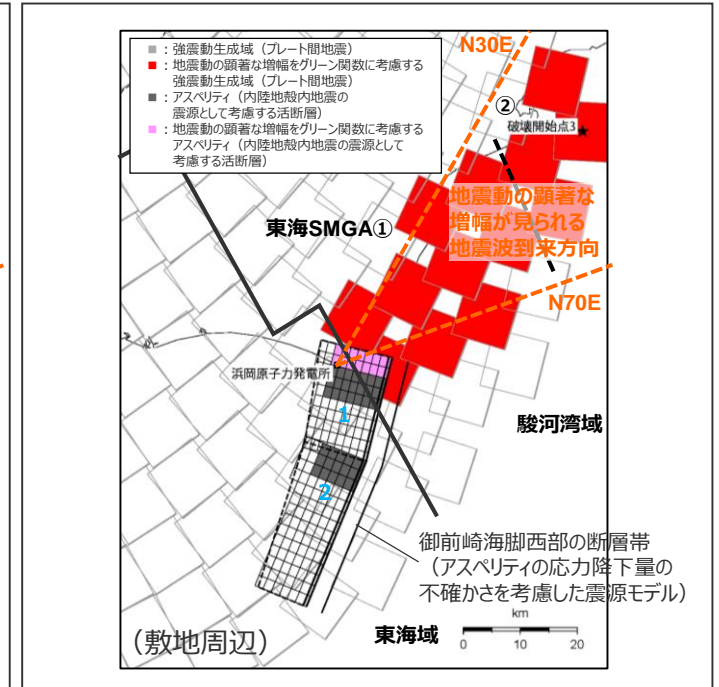 ■：強震動生成域（プレート間地震）
■：地震動の顕著な増幅をグリーン関数に考慮する
強震動生成域（プレート間地震）
■：アスペリティ（内陸地殻内地震の
震源として考慮する活断層）
■：地震動の顕著な増幅をグリーン関数に考慮する
アスペリティ（内陸地殻内地震の震源として
考慮する活断層）
N30E
②
破壊開始点3★
地震動の顕著な
増幅が見られる
地震波到来方向
東海SMGA①
N70E
浜岡原子力発電所
1
駿河湾域
2
御前崎海脚西部の断層帯
（アスペリティの応力降下量の
不確かさを考慮した震源モデル）
km
0 10 20
（敷地周辺）
東海域